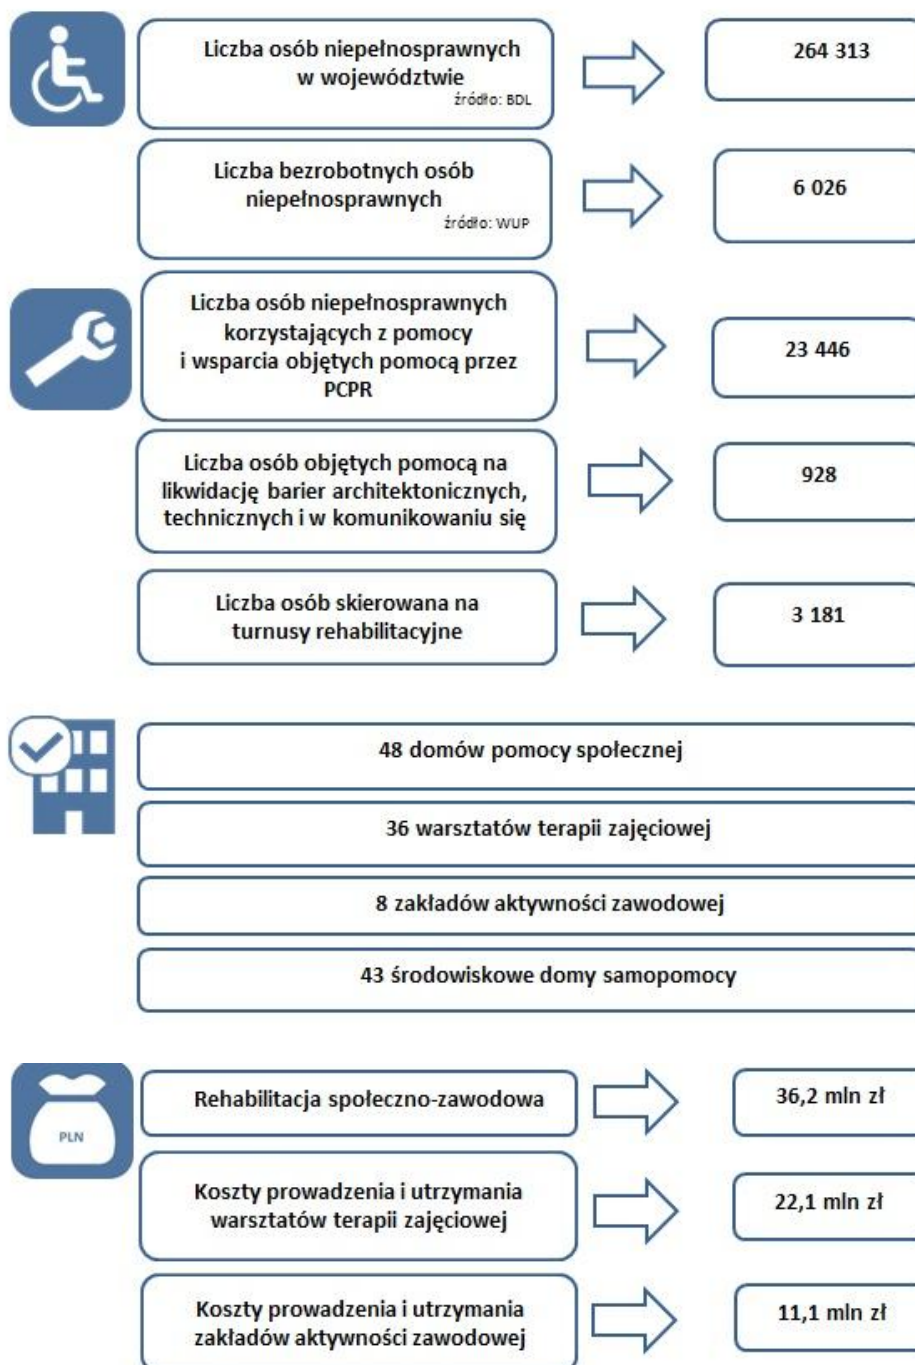 Liczba osób niepełnosprawnych
w województwie
źródło: BDL
264 313
Liczba bezrobotnych osób
niepełnosprawnych
źródło: WUP
6 026
Liczba osób niepełnosprawnych
korzystających z pomocy
i wsparcia objętych pomocą przez
PCPR
23 446
Liczba osób objętych pomocą na
likwidację barier architektonicznych,
technicznych i w komunikowaniu się
928
Liczba osób skierowana na
turnusy rehabilitacyjne
3 181
48 domów pomocy społecznej
36 warsztatów terapii zajęciowej
8 zakładów aktywności zawodowej
43 środowiskowe domy samopomocy
PLN
Rehabilitacja społeczno-zawodowa
36,2 mln zł
Koszty prowadzenia i utrzymania
warsztatów terapii zajęciowej
22,1 mln zł
Koszty prowadzenia i utrzymania
zakładów aktywności zawodowej
11,1 mln zł